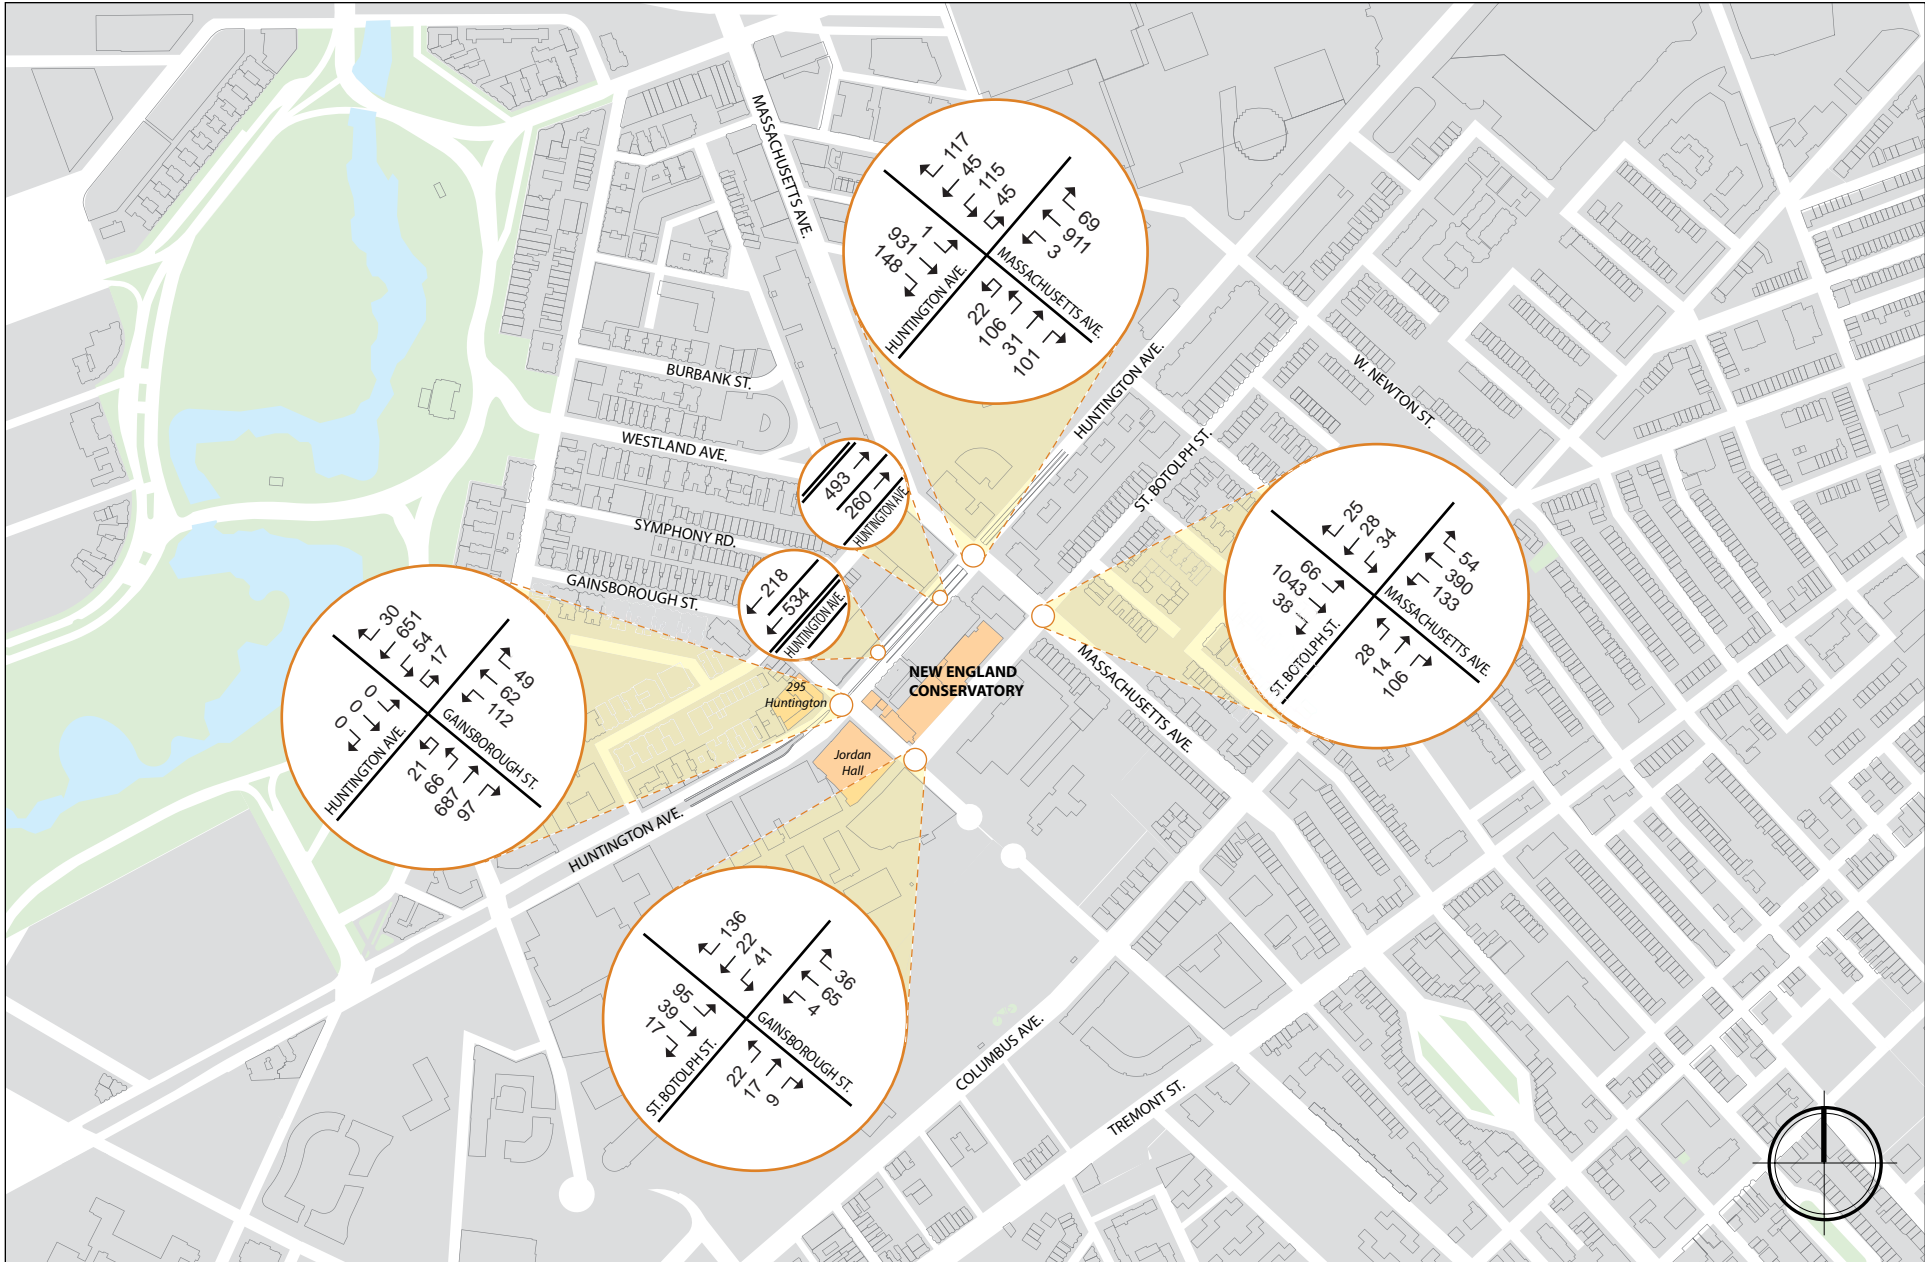 MASSACHUSETTS AVE.
117
45
115
45
1
931
148
69
911
3
22
106
31
101
HUNTINGTON AVE.
MASSACHUSETTS AVE.
BURBANK ST.
WESTLAND AVE.
SYMPHONY RD.
GAINSBOROUGH ST.
HUNTINGTON AVE.
ST. BOTOLPH ST.
W. NEWTON ST.
493
260
HUNTINGTON AVE.
218
534
HUNTINGTON AVE.
25
28
34
66
1043
38
54
390
133
28
14
106
ST. BOTOLPH ST.
MASSACHUSETTS AVE.
30
651
54
17
0
0
0
49
62
112
21
66
687
97
HUNTINGTON AVE.
GAINSBOROUGH ST.
295
Huntington
NEW ENGLAND
CONSERVATORY
Jordan
Hall
MASSACHUSETTS AVE.
HUNTINGTON AVE.
136
22
41
95
39
17
36
65
4
22
17
9
ST. BOTOLPH ST.
GAINSBOROUGH ST.
COLUMBUS AVE.
TREMONT ST.